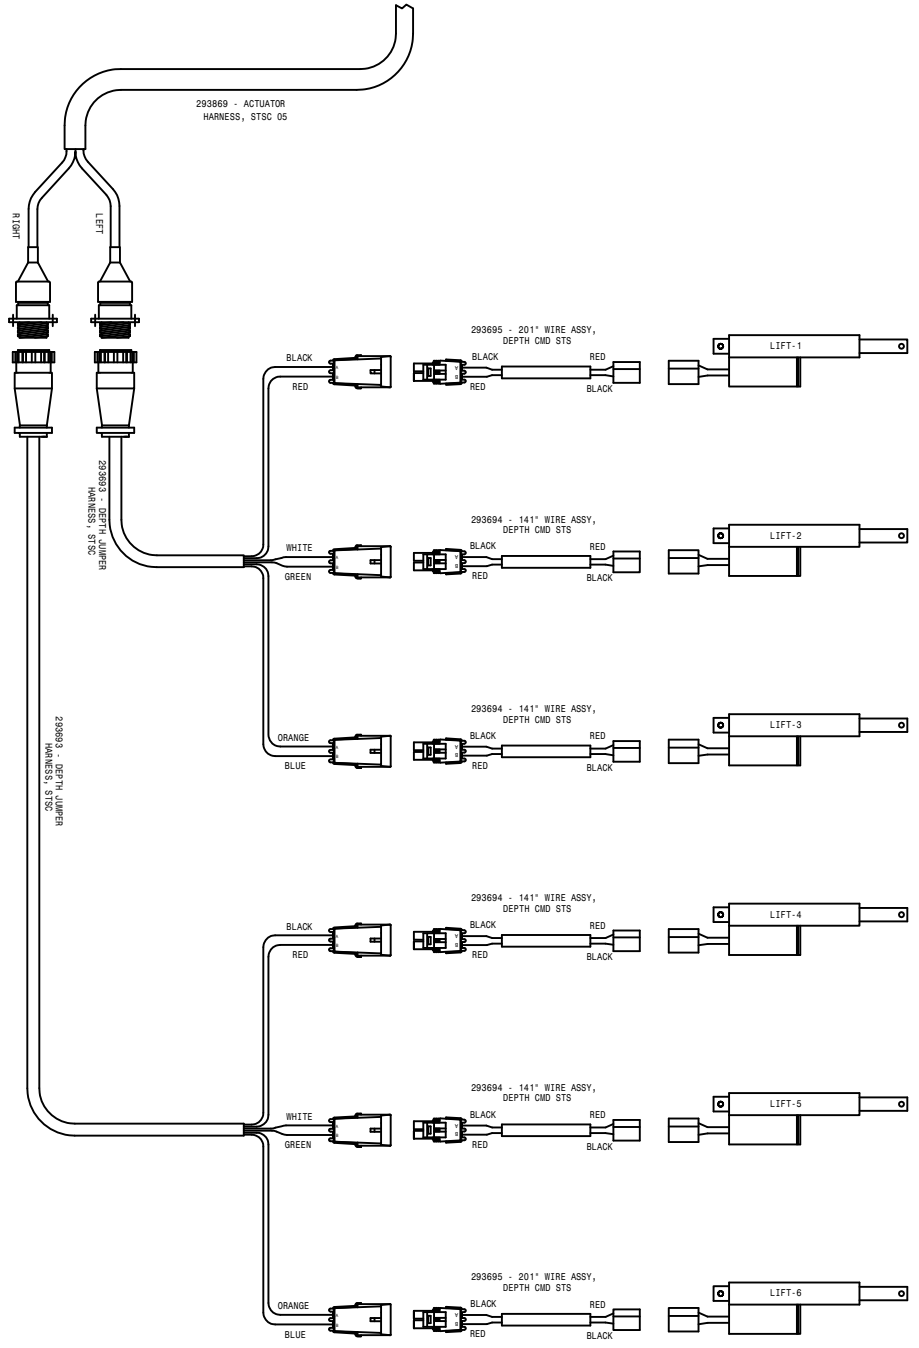 293869 - ACTUATOR
HARNESS, STSC 05
RIGHT
LEFT
293695 - 201" WIRE ASSY,
DEPTH CMD STS
BLACK
RED
BLACK
RED
RED
BLACK
LIFT-1
293693 - DEPTH JUMPER
HARNESS, STSC
293694 - 141" WIRE ASSY,
DEPTH CMD STS
WHITE
GREEN
BLACK
RED
RED
BLACK
LIFT-2
293694 - 141" WIRE ASSY,
DEPTH CMD STS
ORANGE
BLUE
BLACK
RED
RED
BLACK
LIFT-3
293693 - DEPTH JUMPER
HARNESS, STSC
293694 - 141" WIRE ASSY,
DEPTH CMD STS
BLACK
RED
BLACK
RED
RED
BLACK
LIFT-4
293694 - 141" WIRE ASSY,
DEPTH CMD STS
WHITE
GREEN
BLACK
RED
RED
BLACK
LIFT-5
293695 - 201" WIRE ASSY,
DEPTH CMD STS
ORANGE
BLUE
BLACK
RED
RED
BLACK
LIFT-6